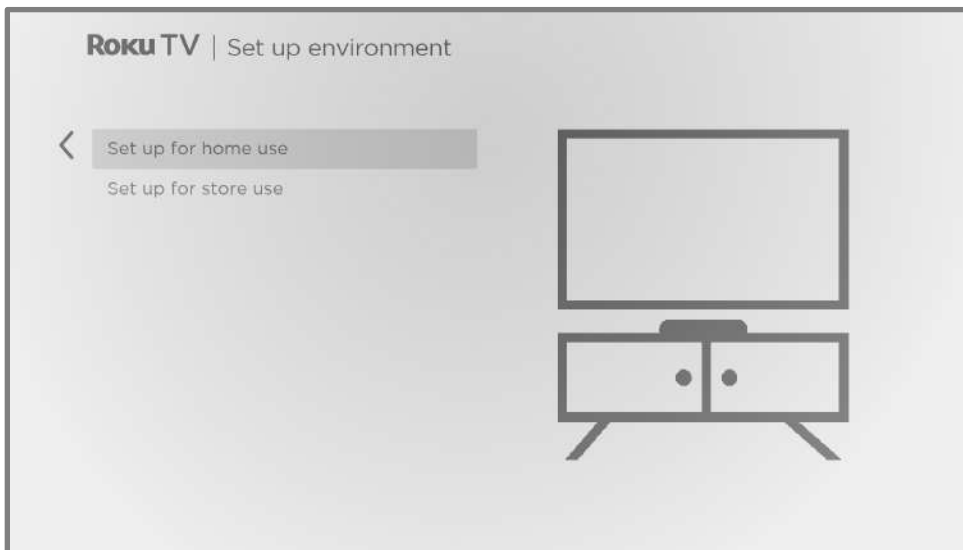 Roku TV | Set up environment
Set up for home use
Set up for store use